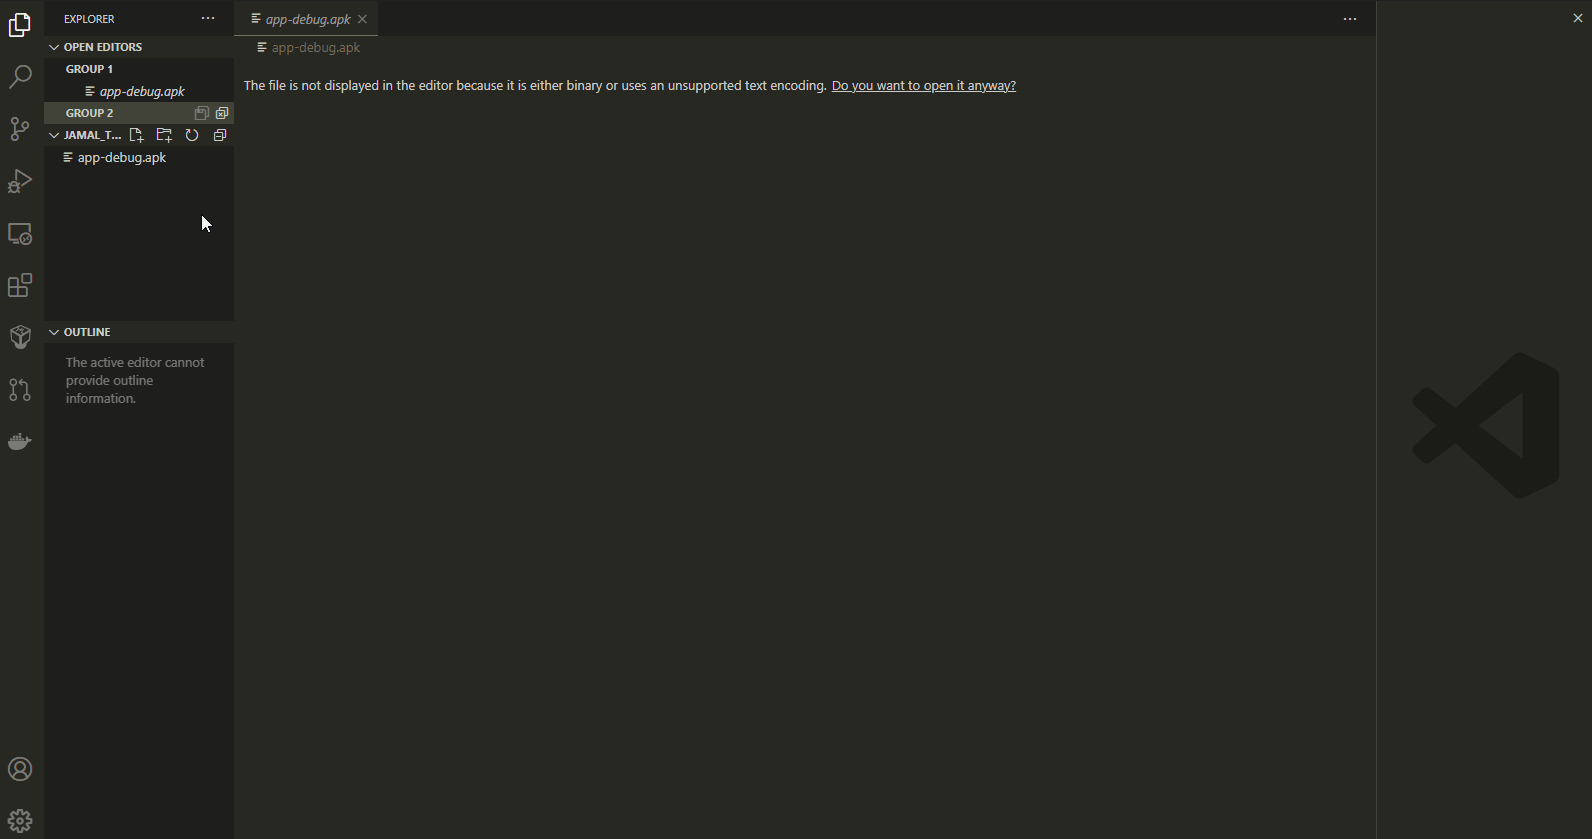 EXPLORER
OPEN EDITORS
GROUP 1
app-debug.apk
GROUP 2
JAMAL_T...
app-debug.apk
OUTLINE
The active editor cannot
provide outline
information.
app-debug.apk
app-debug.apk
The file is not displayed in the editor because it is either binary or uses an unsupported text encoding. Do you want to open it anyway?